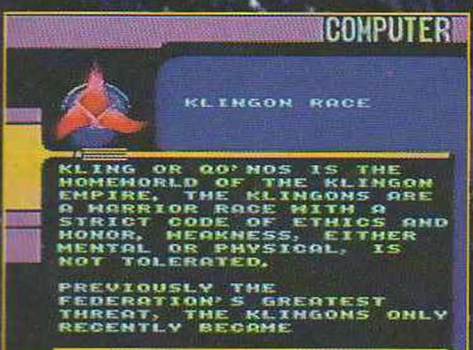 COMPUTER
KLINGON RACE
KLING OR QO'NOS IS THE
HOMEWORLD OF THE KLINGON
EMPIRE. THE KLINGONS ARE
A WARRIOR RACE WITH A
STRICT CODE OF ETHICS AND
HONOR. WEAKNESS, EITHER
MENTAL OR PHYSICAL, IS
NOT TOLERATED.
PREVIOUSLY THE
FEDERATION'S GREATEST
THREAT, THE KLINGONS ONLY
RECENTLY BECAME